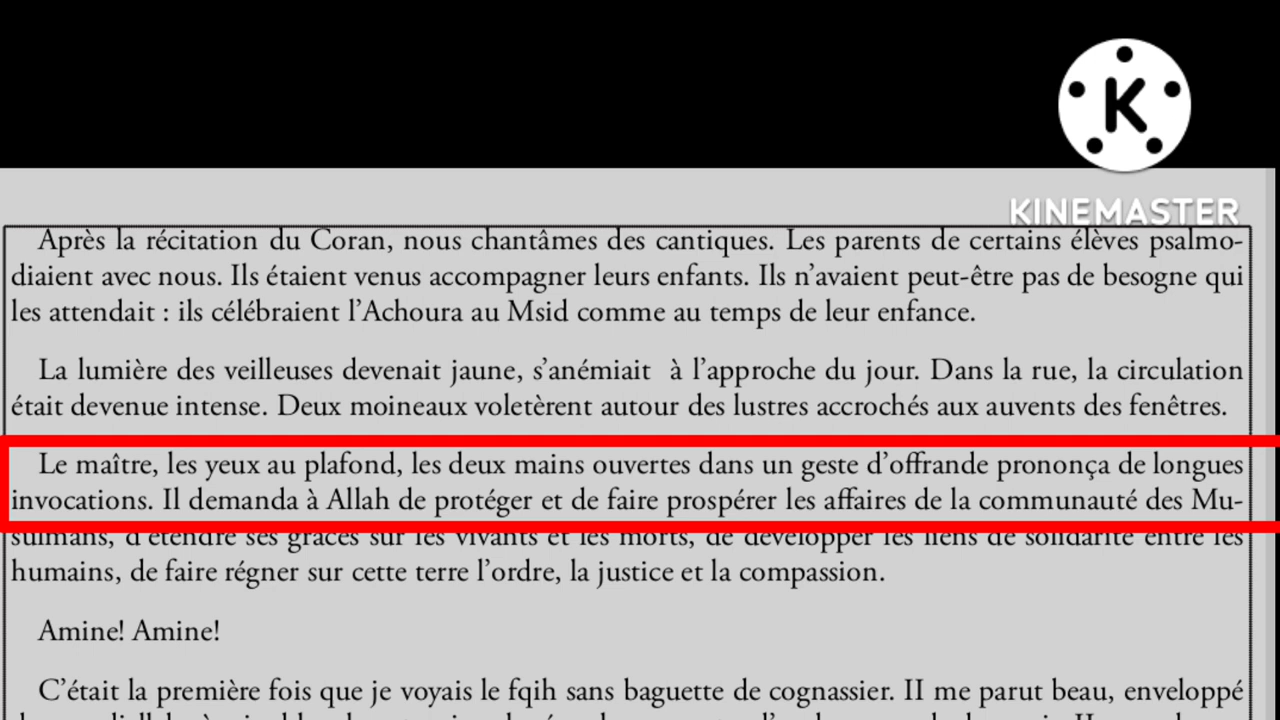 K
KINEMASTER
Après la récitation du Coran, nous chantâmes des cantiques. Les parents de certains élèves psalmo-
diaient avec nous. Ils étaient venus accompagner leurs enfants. Ils n’avaient peut-être pas de besogne qui
les attendait : ils célébraient l’Achoura au Msid comme au temps de leur enfance.
La lumière des veilleuses devenait jaune, s’anémiait à l’approche du jour. Dans la rue, la circulation
était devenue intense. Deux moineaux voletèrent autour des lustres accrochés aux auvents des fenêtres.
Le maître, les yeux au plafond, les deux mains ouvertes dans un geste d’offrande prononça de longues
invocations. Il demanda à Allah de protéger et de faire prospérer les affaires de la communauté des Mu-
sulmans, d’étendre ses grâces sur les vivants et les morts, de développer les liens de solidarité entre les
humains, de faire régner sur cette terre l’ordre, la justice et la compassion.
Amine! Amine!
C’était la première fois que je voyais le fqih sans baguette de cognassier. II me parut beau, enveloppé